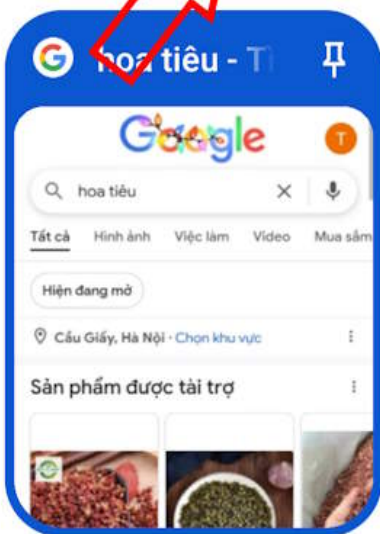 hoa tiêu - Tì
Google
T
hoa tiêu
Tất cả Hình ảnh Việc làm Video Mua sắm
Hiện đang mở
Cầu Giấy, Hà Nội · Chọn khu vực
Sản phẩm được tài trợ